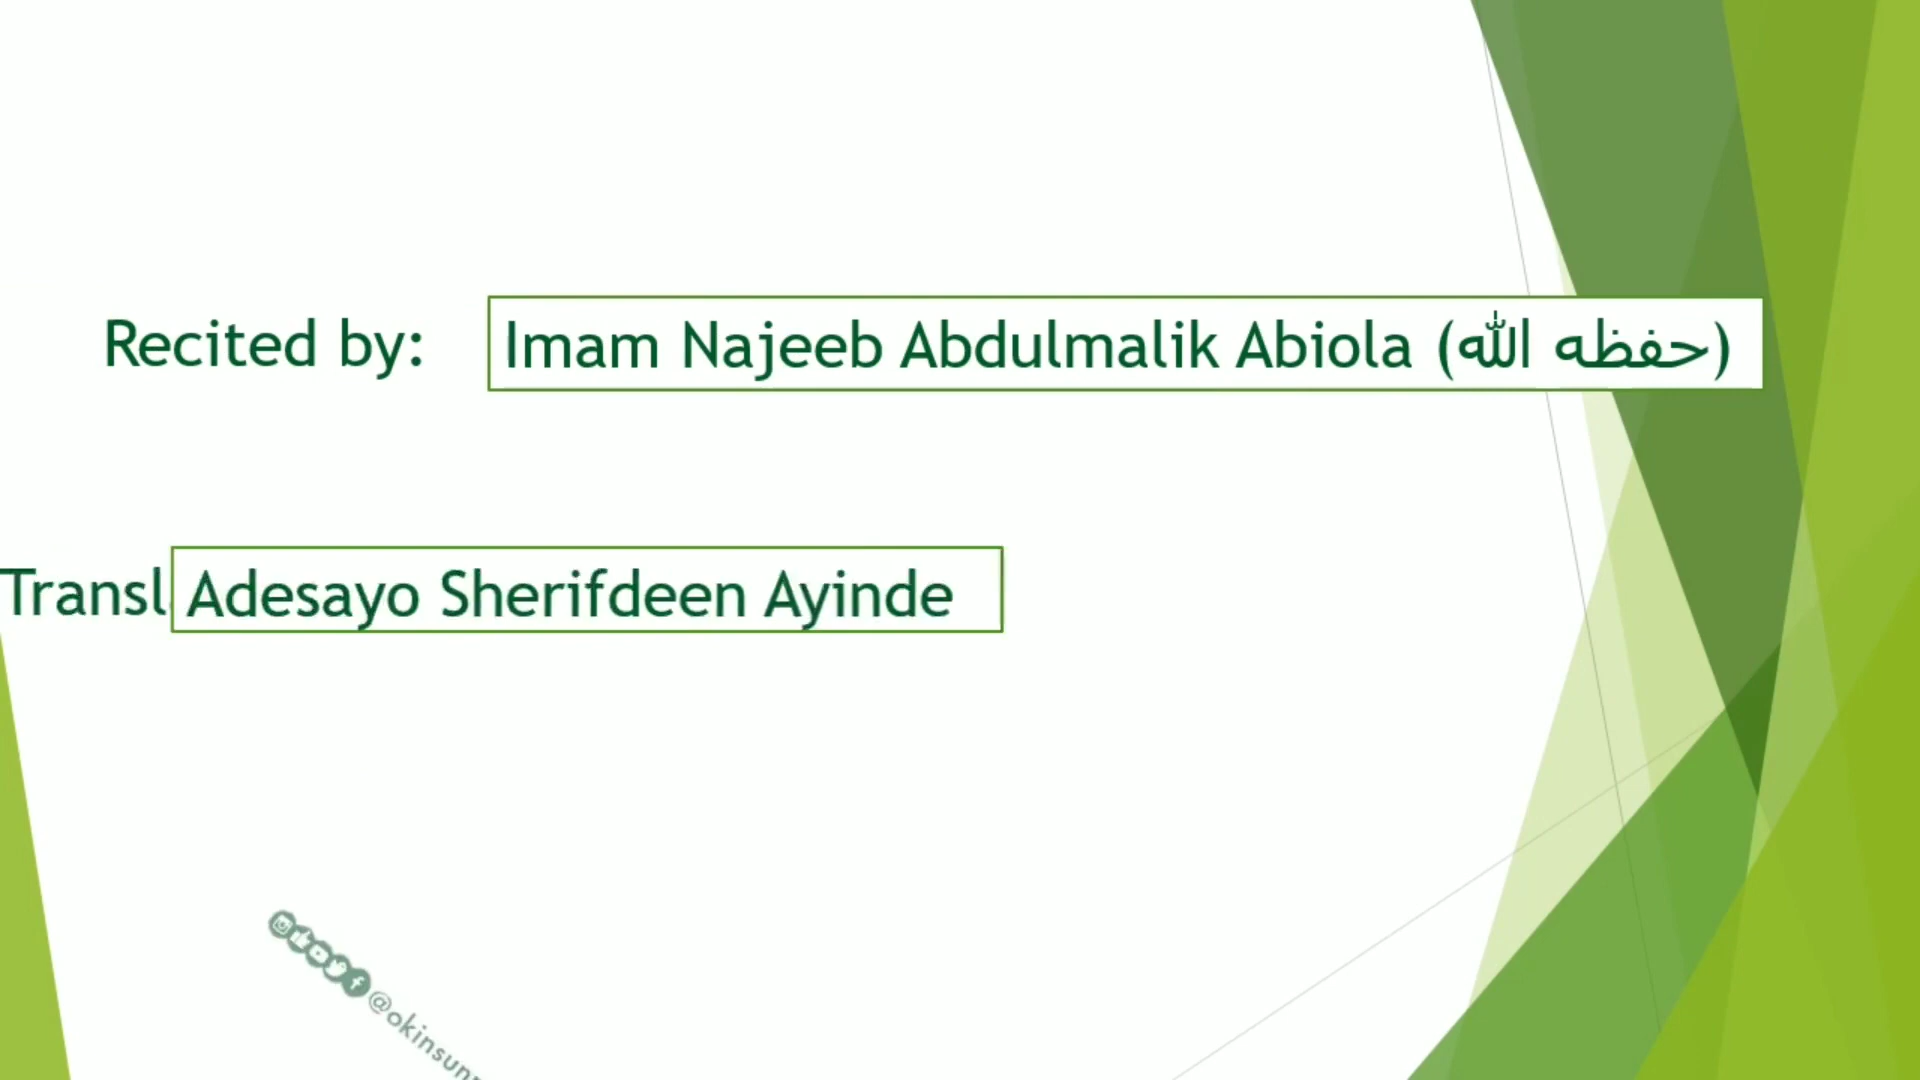 Recited by: Imam Najeeb Abdulmalik Abiola (حفظه الله)
Transl Adesayo Sherifdeen Ayinde
@okinsun